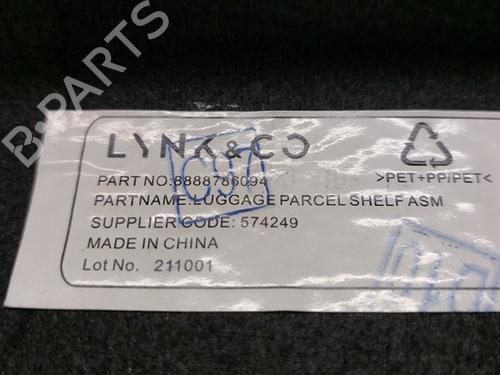 LYNK & CO
PART NO:8888786094
>PET+PP/PET<
PARTNAME:LUGGAGE PARCEL SHELF ASM
SUPPLIER CODE: 574249
MADE IN CHINA
Lot No. 211001
B-PARTS